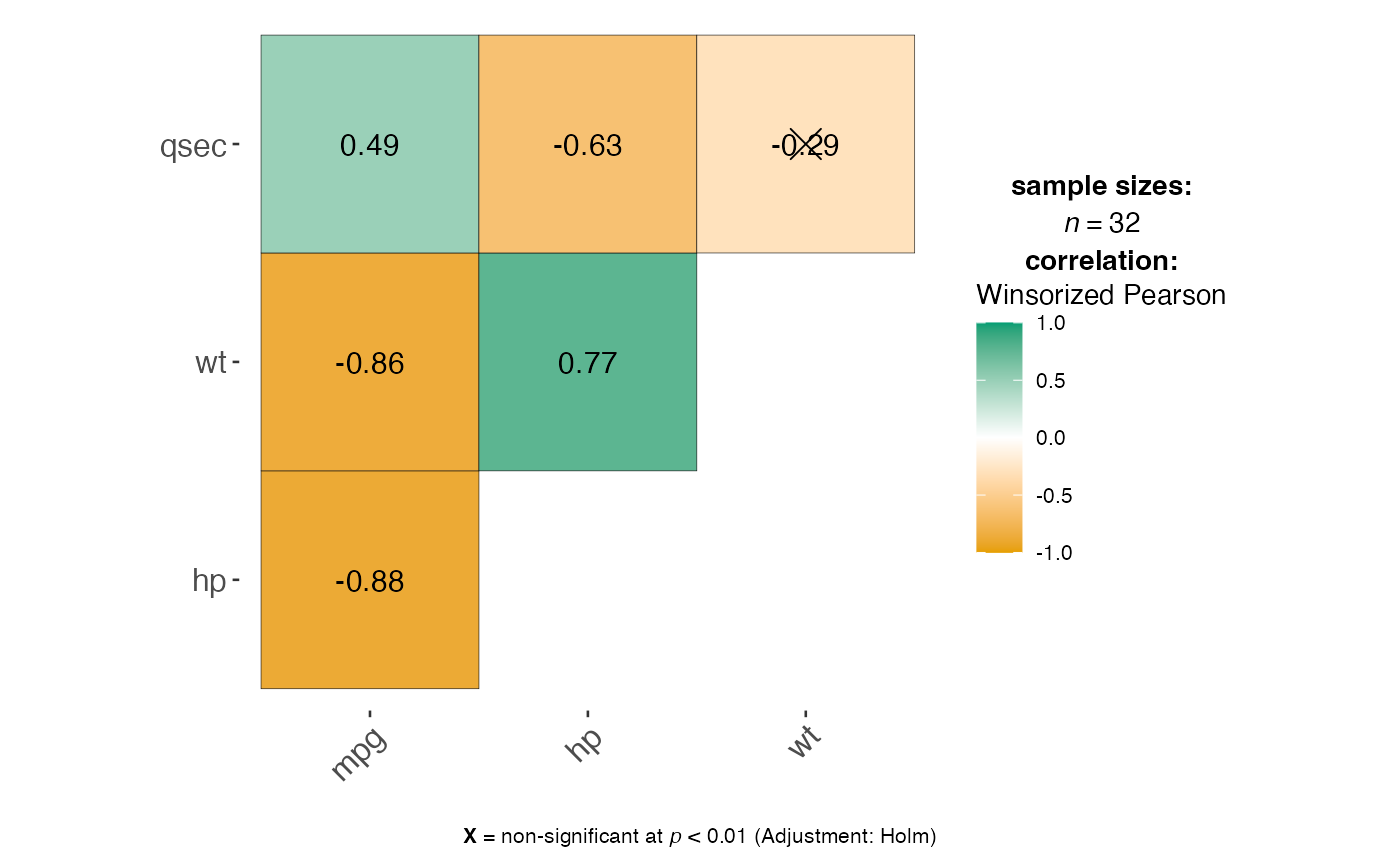 qsec
0.49
-0.63
-0.29
wt
-0.86
0.77
hp
-0.88
mpg
hp
wt
sample sizes:
n = 32
correlation:
Winsorized Pearson
1.0
0.5
0.0
-0.5
-1.0
X = non-significant at p < 0.01 (Adjustment: Holm)